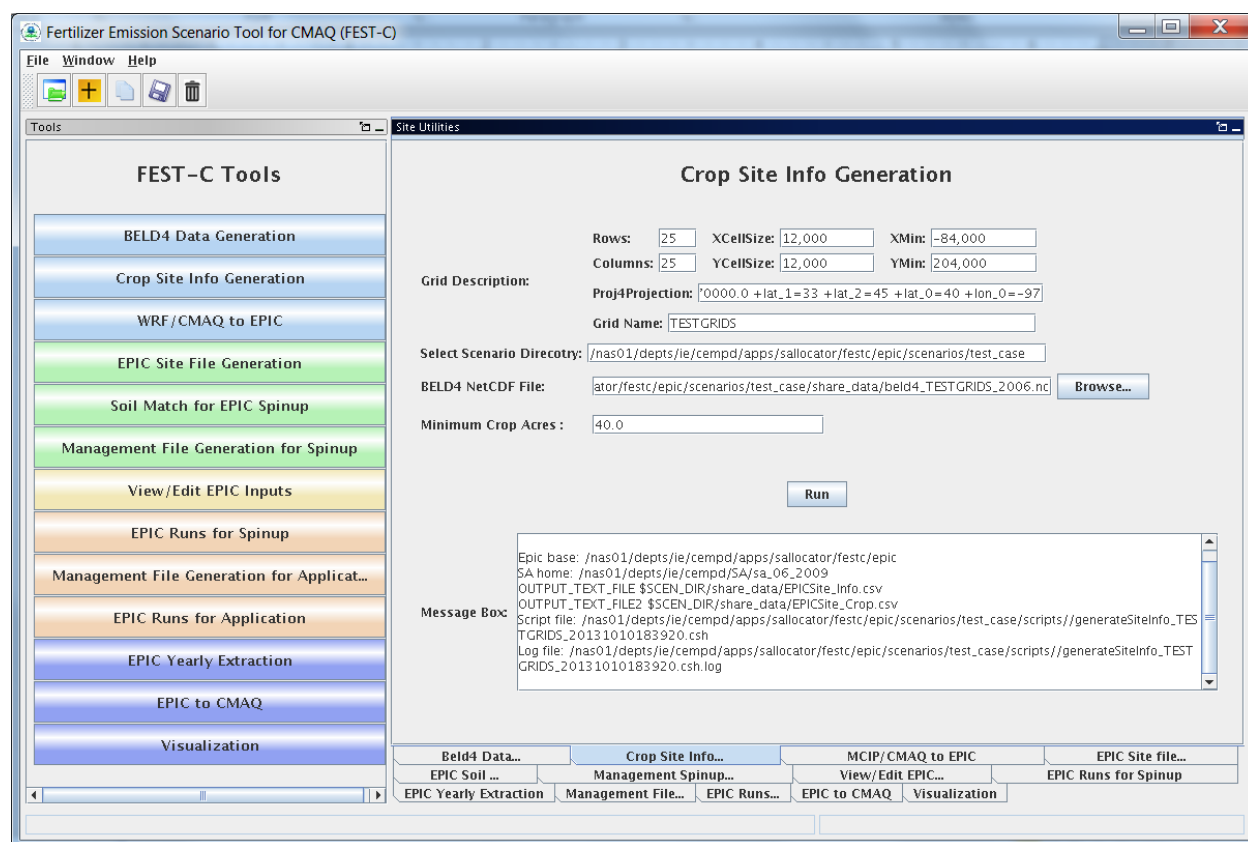 Fertilizer Emission Scenario Tool for CMAQ (FEST-C)
File Window Help
Tools
Site Utilities
FEST-C Tools
BELD4 Data Generation
Crop Site Info Generation
WRF/CMAQ to EPIC
EPIC Site File Generation
Soil Match for EPIC Spinup
Management File Generation for Spinup
View/Edit EPIC Inputs
EPIC Runs for Spinup
Management File Generation for Applicat...
EPIC Runs for Application
EPIC Yearly Extraction
EPIC to CMAQ
Visualization
Crop Site Info Generation
Grid Description:
Rows: 25 XCellSize: 12,000 XMin: -84,000
Columns: 25 YCellSize: 12,000 YMin: 204,000
Proj4Projection: 0000.0 +lat_1=33 +lat_2=45 +lat_0=40 +lon_0=-97
Grid Name: TESTGRIDS
Select Scenario Direcotry: /nas01/depts/ie/cempd/apps/sallocator/festc/epic/scenarios/test_case
BELD4 NetCDF File: ator/festc/epic/scenarios/test_case/share_data/beld4_TESTGRIDS_2006.nc Browse...
Minimum Crop Acres : 40.0
Run
Message Box:
Epic base: /nas01/depts/ie/cempd/apps/sallocator/festc/epic
SA home: /nas01/depts/ie/cempd/SA/sa_06_2009
OUTPUT_TEXT_FILE $SCEN_DIR/share_data/EPICSite_Info.csv
OUTPUT_TEXT_FILE2 $SCEN_DIR/share_data/EPICSite_Crop.csv
Script file: /nas01/depts/ie/cempd/apps/sallocator/festc/epic/scenarios/test_case/scripts//generateSiteInfo_TES
TGRIDS_20131010183920.csh
Log file: /nas01/depts/ie/cempd/apps/sallocator/festc/epic/scenarios/test_case/scripts//generateSiteInfo_TEST
GRIDS_20131010183920.csh.log
Beld4 Data... Crop Site Info... MCIP/CMAQ to EPIC EPIC Site file...
EPIC Soil ... Management Spinup... View/Edit EPIC... EPIC Runs for Spinup
EPIC Yearly Extraction Management File... EPIC Runs... EPIC to CMAQ Visualization